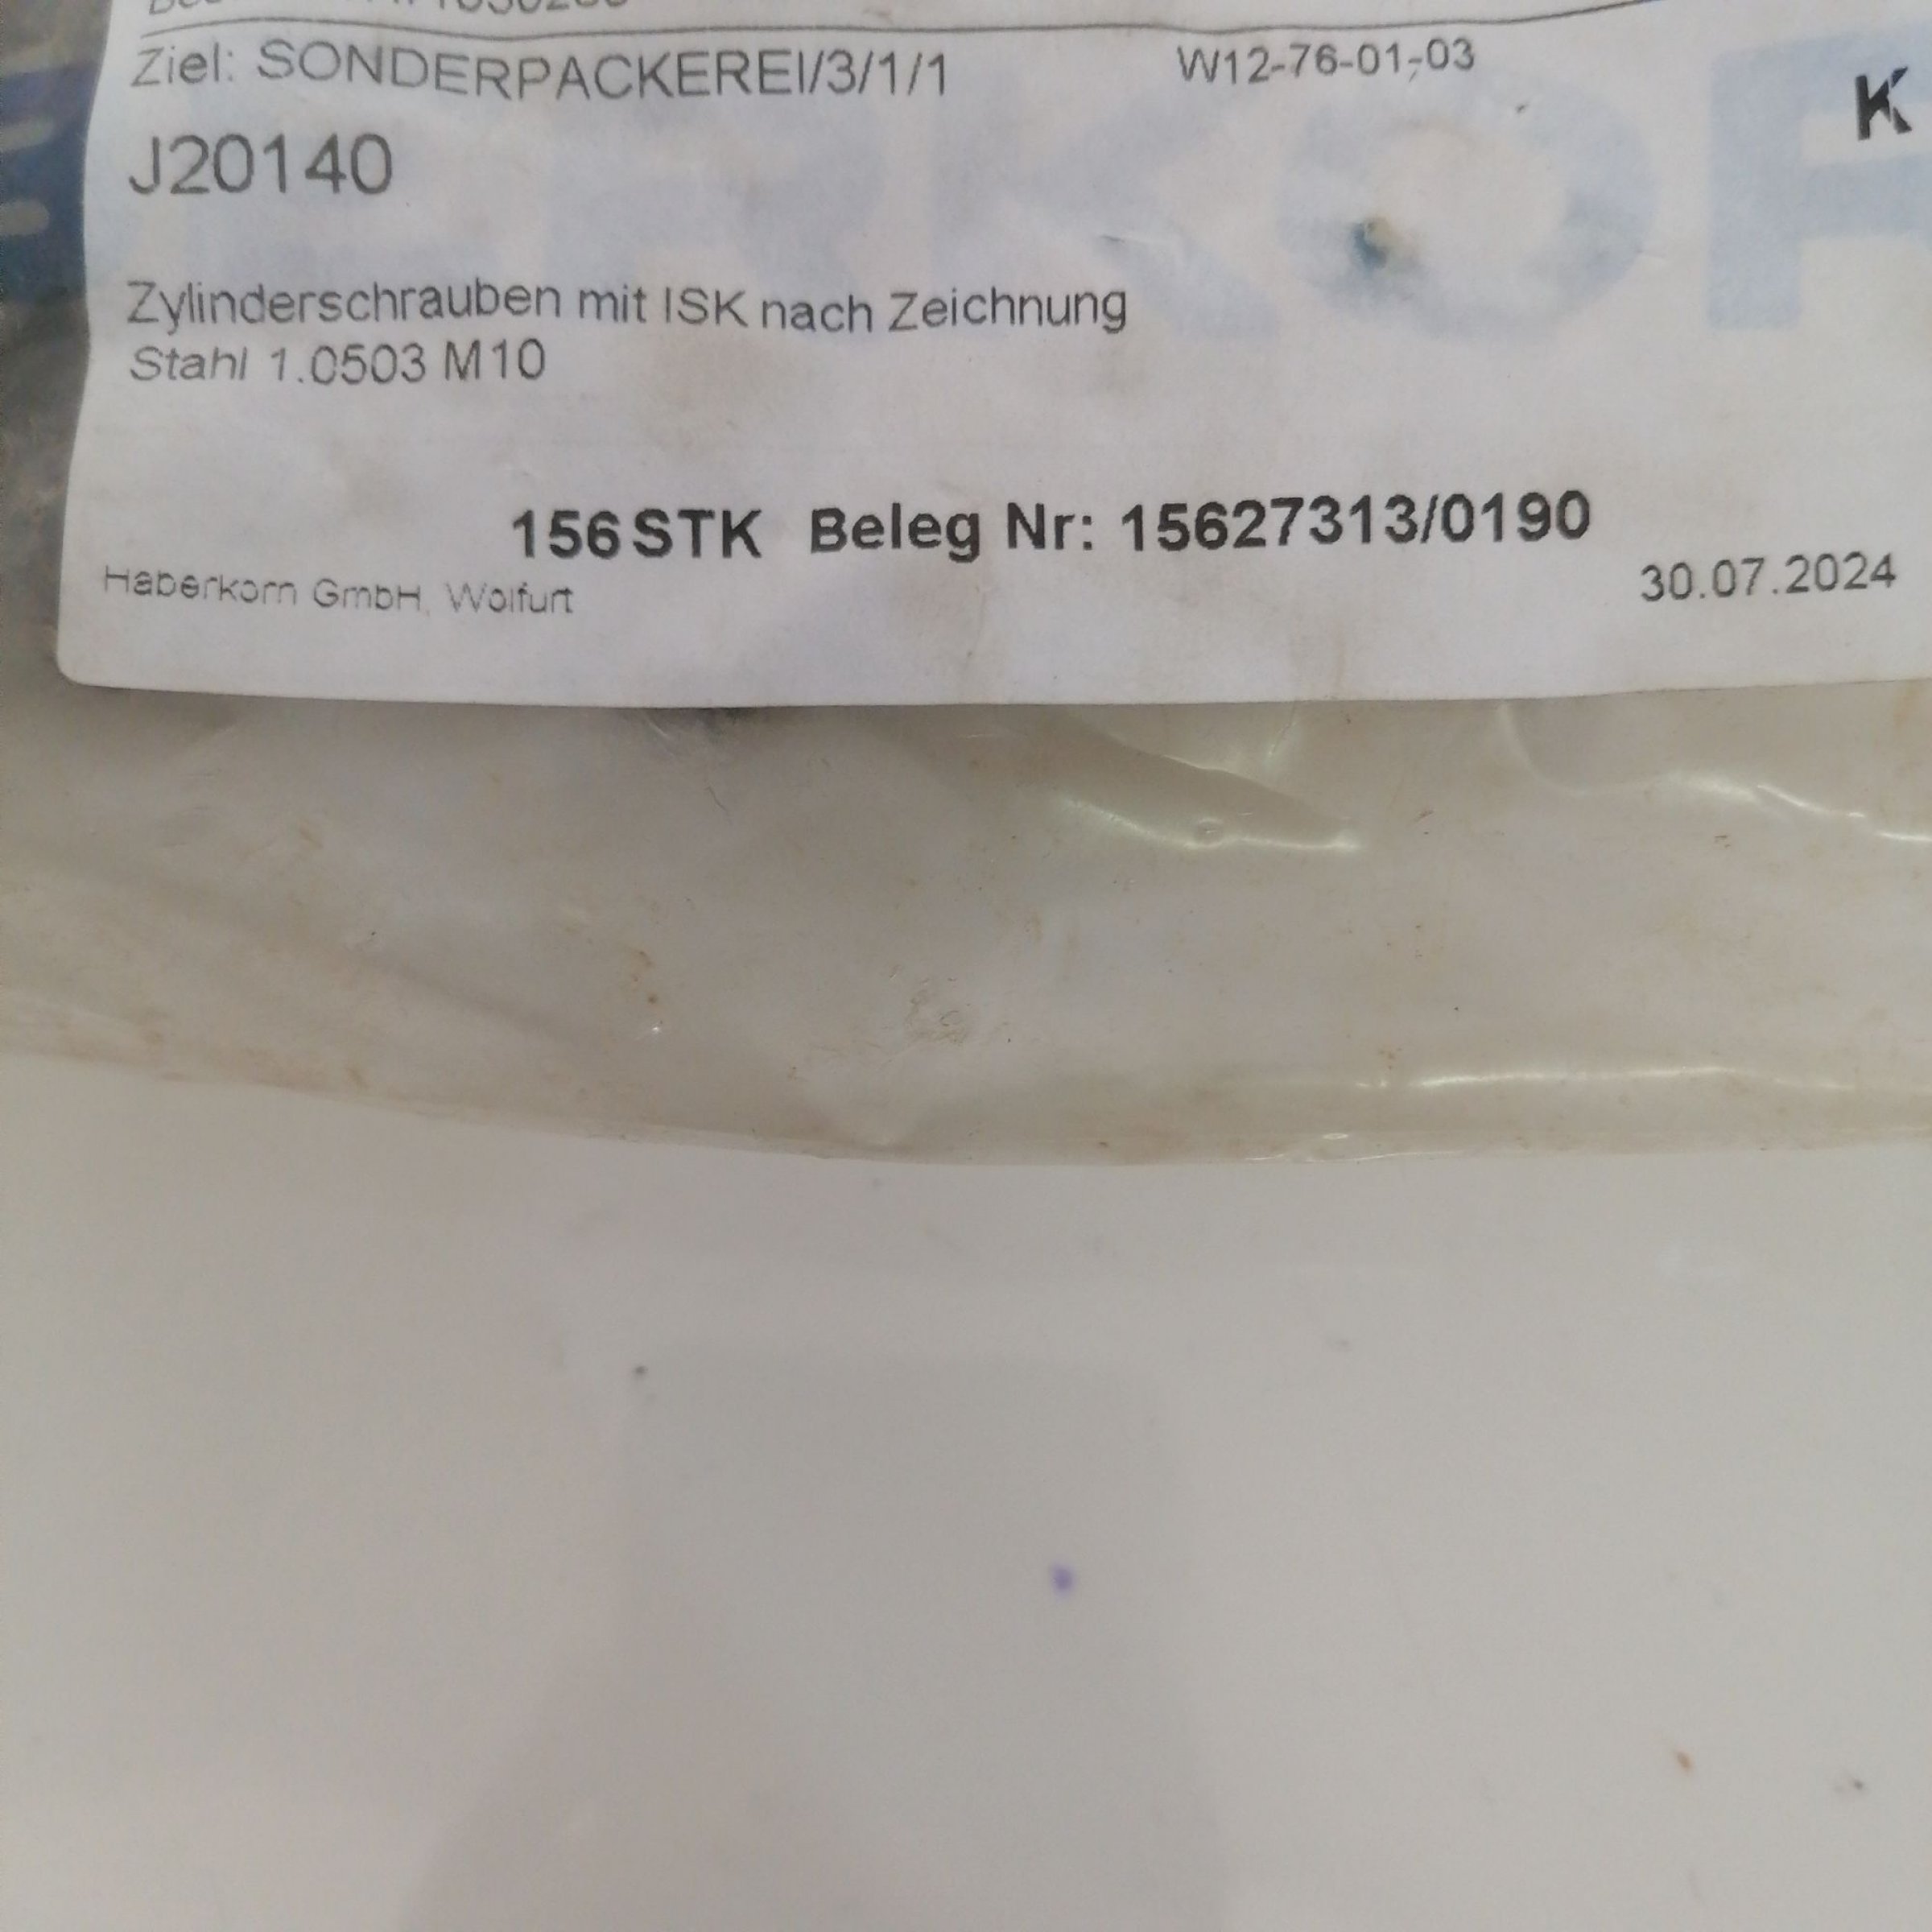 Ziel: SONDERPACKEREI/3/1/1 W12-76-01-03
K
J20140
Zylinderschrauben mit ISK nach Zeichnung
Stahl 1.0503 M10
156 STK Beleg Nr: 15627313/0190
Haberkorn GmbH, Wolfurt 30.07.2024